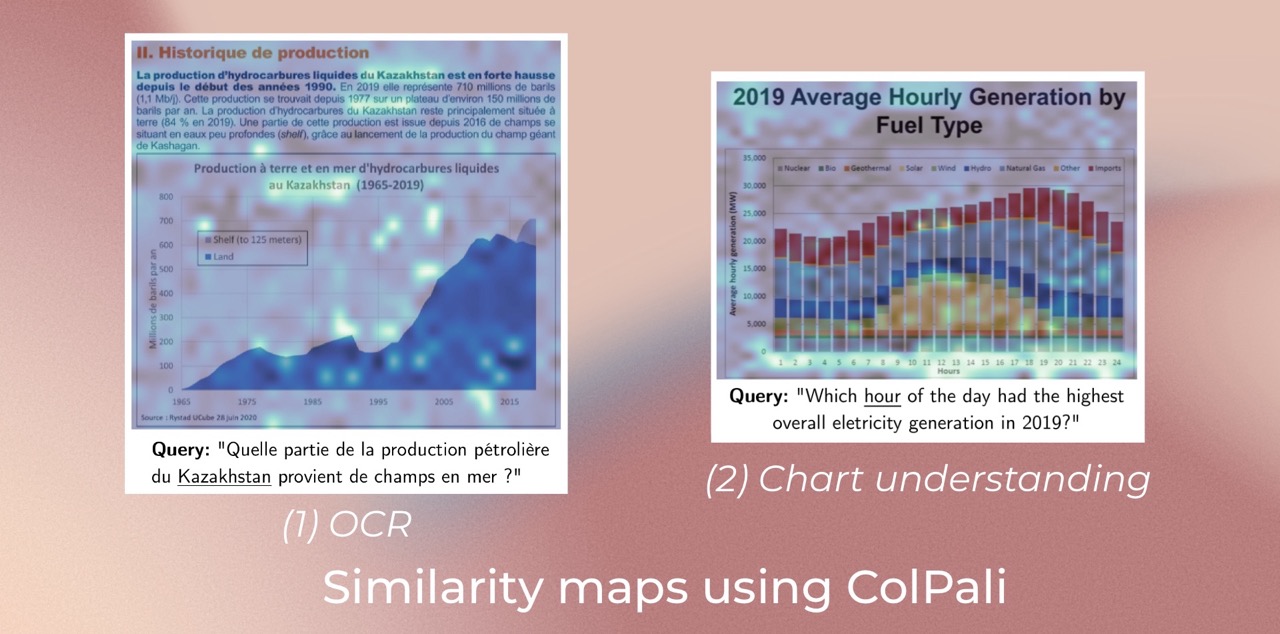 II. Historique de production
La production d'hydrocarbures liquides du Kazakhstan est en forte hausse
depuis le début des années 1990. En 2019 elle représente 710 millions de barils
(1,1 Mb/j). Cette production se trouvait depuis 1977 sur un plateau d'environ 150 millions de
barils par an. La production d'hydrocarbures du Kazakhstan reste principalement située à
terre (84 % en 2019). Une partie de cette production est issue depuis 2016 de champs se
situant en eaux peu profondes (shelf), grâce au lancement de la production du champ géant
de Kashagan.
Production à terre et en mer d'hydrocarbures liquides
au Kazakhstan (1965-2019)
Millions de barils par an
800
700
600
500
400
300
200
100
0
Shelf (to 125 meters)
Land
1965 1975 1985 1995 2005 2015
Source : Rystad UCube 28 juin 2020
Query: "Quelle partie de la production pétrolière
du Kazakhstan provient de champs en mer ?"
(1) OCR
2019 Average Hourly Generation by
Fuel Type
Average hourly generation (MW)
35,000
30,000
25,000
20,000
15,000
10,000
5,000
0
Nuclear Bio Geothermal Solar Wind Hydro Natural Gas Other Imports
1 2 3 4 5 6 7 8 9 10 11 12 13 14 15 16 17 18 19 20 21 22 23 24
Hours
Query: "Which hour of the day had the highest
overall eletricity generation in 2019?"
(2) Chart understanding
Similarity maps using ColPali